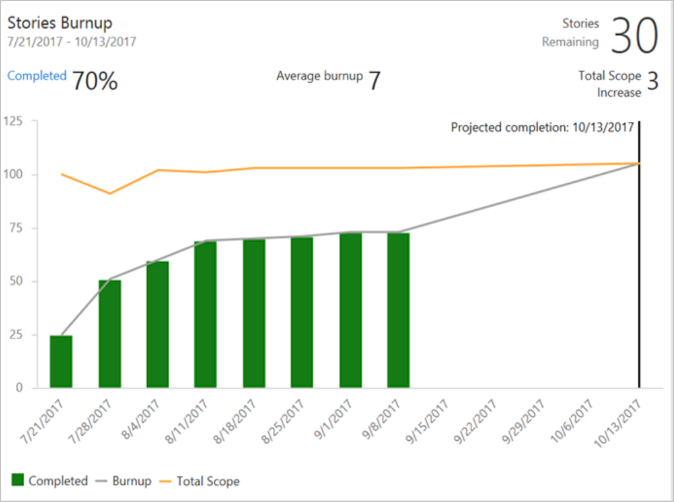 Stories Burnup
7/21/2017 - 10/13/2017
Stories
Remaining
30
Completed 70%
Average burnup 7
Total Scope
Increase
3
Projected completion: 10/13/2017
125
100
75
50
25
0
7/21/2017
7/28/2017
8/4/2017
8/11/2017
8/18/2017
8/25/2017
9/1/2017
9/8/2017
9/15/2017
9/22/2017
9/29/2017
10/6/2017
10/13/2017
Completed Burnup Total Scope